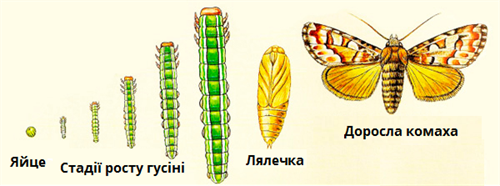 Яйце
Стадії росту гусіні
Лялечка
Доросла комаха